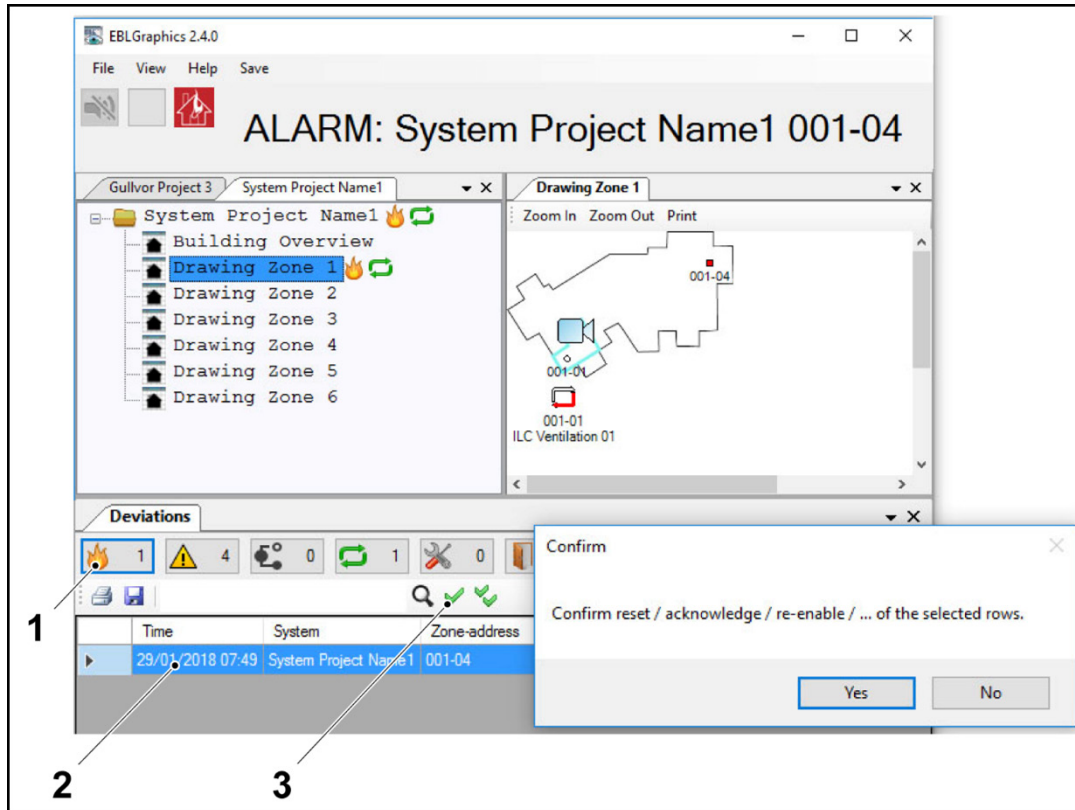 EBLGraphics 2.4.0
File View Help Save
ALARM: System Project Name1 001-04
Gullvor Project 3 System Project Name1
System Project Name1
Building Overview
Drawing Zone 1
Drawing Zone 2
Drawing Zone 3
Drawing Zone 4
Drawing Zone 5
Drawing Zone 6
Drawing Zone 1
Zoom In Zoom Out Print
001-04
001-01
001-01
ILC Ventilation 01
Deviations
1 4 0 1 0
Time System Zone-address
29/01/2018 07:49 System Project Name1 001-04
Confirm
Confirm reset / acknowledge / re-enable / ... of the selected rows.
Yes No
1
2
3